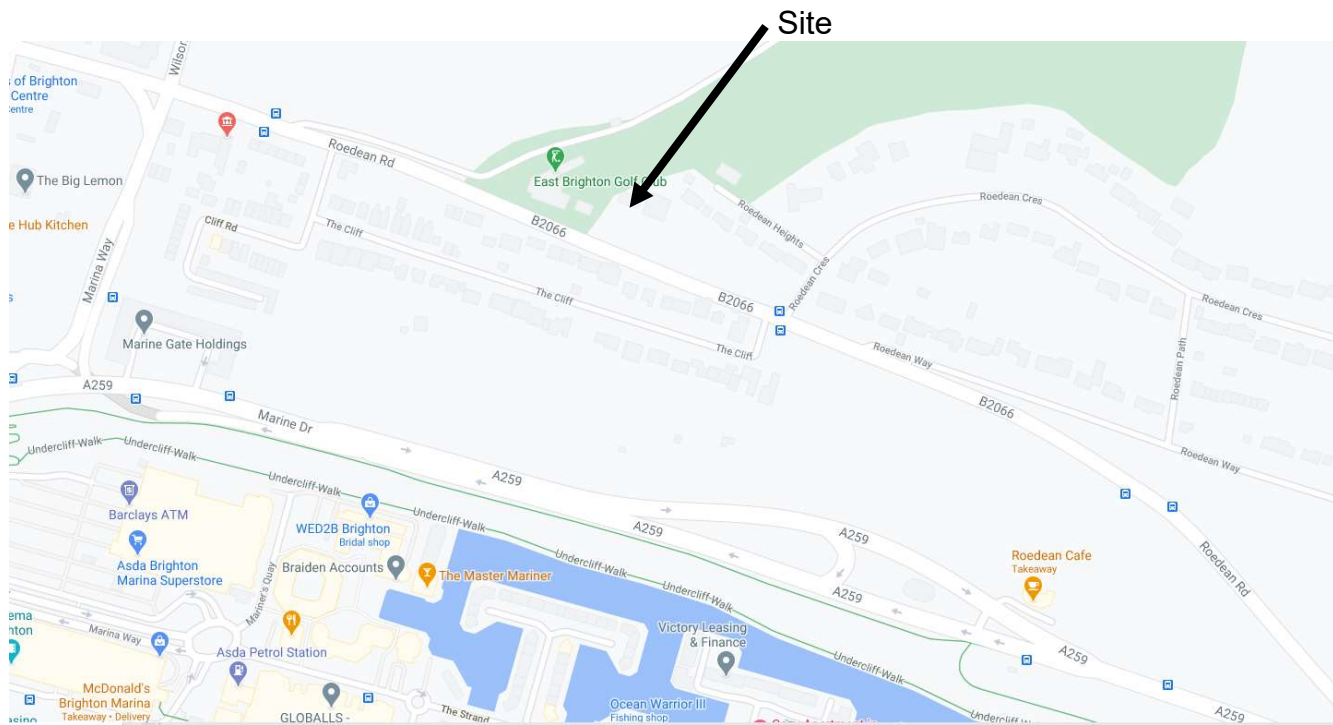 Site
Wilson
s of Brighton
Centre
Centre
Roedean Rd
The Big Lemon
East Brighton Golf Club
Roedean Cres
e Hub Kitchen
Cliff Rd
The Cliff
B2066
Roedean Heights
Marina Way
Roedean Cres
The Cliff
B2066
Roedean Cres
Marine Gate Holdings
The Cliff
Roedean Way
Roedean Path
A259
B2066
Marine Dr
Undercliff-Walk
Undercliff-Walk
Roedean Way
Undercliff-Walk
A259
Barclays ATM
WED2B Brighton
Bridal shop
Undercliff-Walk
A259
A259
Roedean Cafe
Takeaway
Roedean Rd
Asda Brighton
Marina Superstore
Braiden Accounts
The Master Mariner
Undercliff-Walk
Undercliff-Walk
A259
Mariner's Quay
ema
hton
Marina Way
Victory Leasing
& Finance
Asda Petrol Station
Undercliff-Walk
A259
McDonald's
Brighton Marina
Takeaway • Delivery
asino
GLOBALLS -
The Strand
Ocean Warrior III
Fishing shop
A259